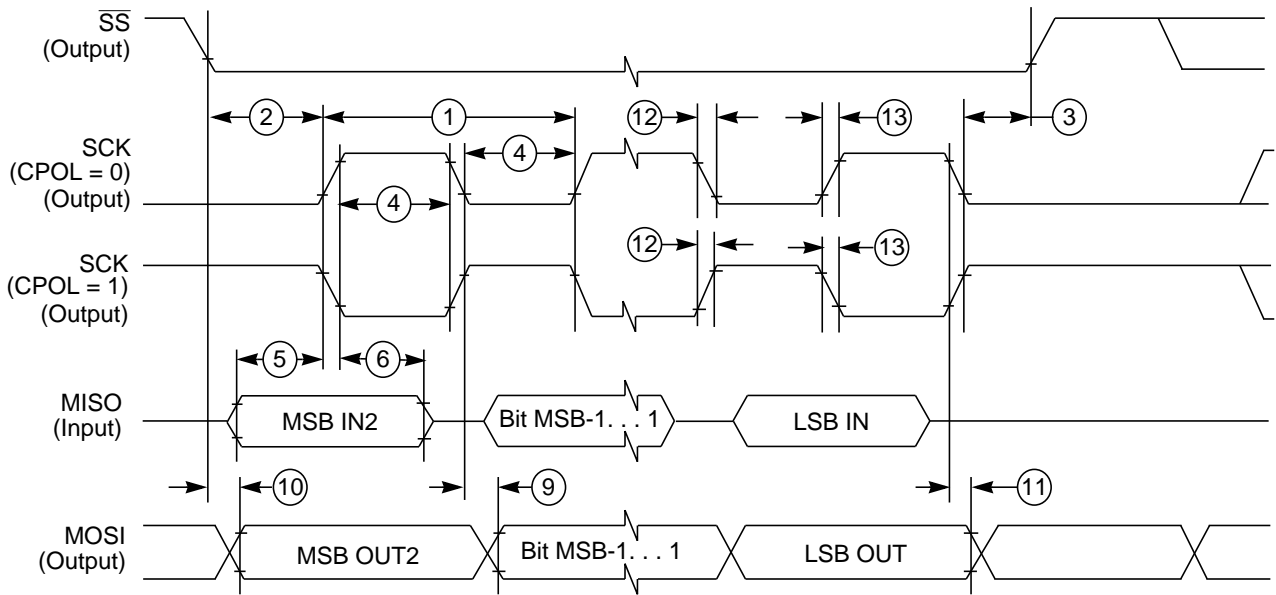 SS
(Output)
2
1
12
13
3
SCK
(CPOL = 0)
(Output)
4
4
12
13
SCK
(CPOL = 1)
(Output)
5
6
MISO
(Input)
MSB IN2
Bit MSB-1. . . 1
LSB IN
10
9
11
MOSI
(Output)
MSB OUT2
Bit MSB-1. . . 1
LSB OUT